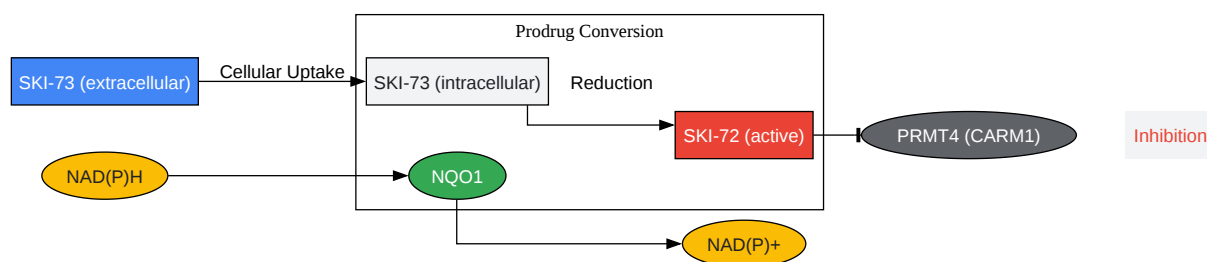 Prodrug Conversion
SKI-73 (extracellular)
Cellular Uptake
SKI-73 (intracellular)
Reduction
SKI-72 (active)
PRMT4 (CARM1)
Inhibition
NAD(P)H
NQO1
NAD(P)+